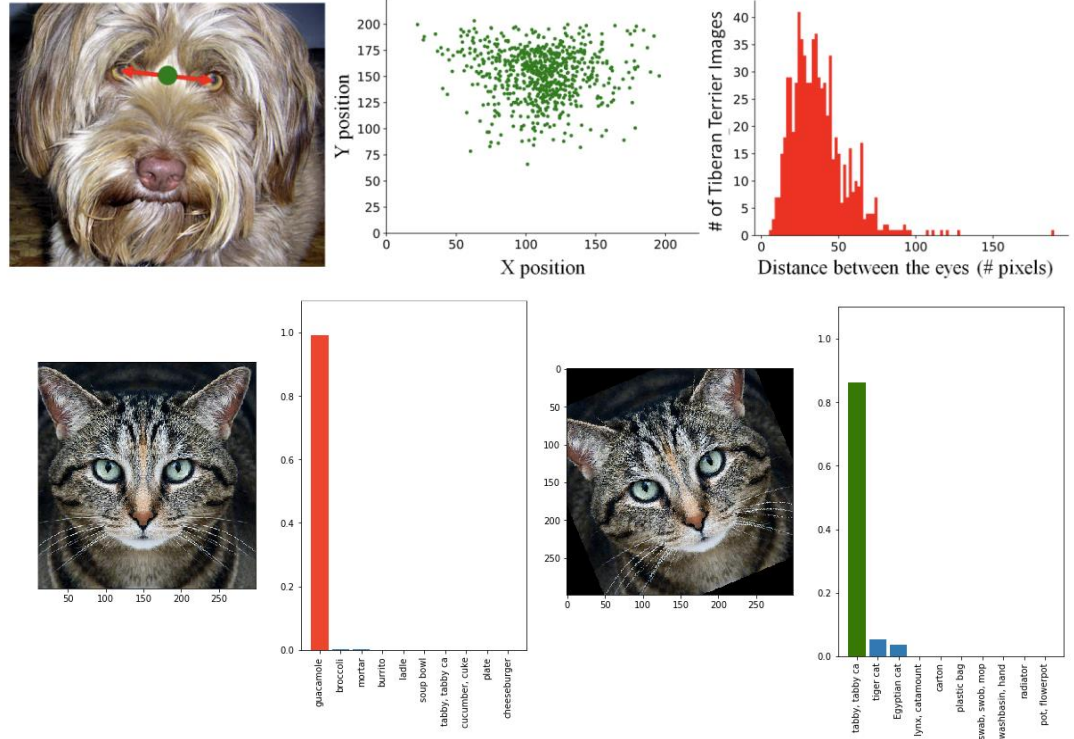 200
175
150
125
100
75
50
25
0
Y position
0 50 100 150 200
X position
40
35
30
25
20
15
10
5
0
# of Tiberan Terrier Images
0 50 100 150
Distance between the eyes (# pixels)
1.0
0.8
0.6
0.4
0.2
0.0
50 100 150 200 250
guacamole
broccoli
mortar
burrito
ladle
soup bowl
tabby, tabby ca
cucumber, cuke
plate
cheeseburger
0
50
100
150
200
250
0 50 100 150 200 250
1.0
0.8
0.6
0.4
0.2
0.0
tabby, tabby ca
tiger cat
Egyptian cat
lynx, catamount
carton
plastic bag
swab, swob, mop
washbasin, hand
radiator
pot, flowerpot